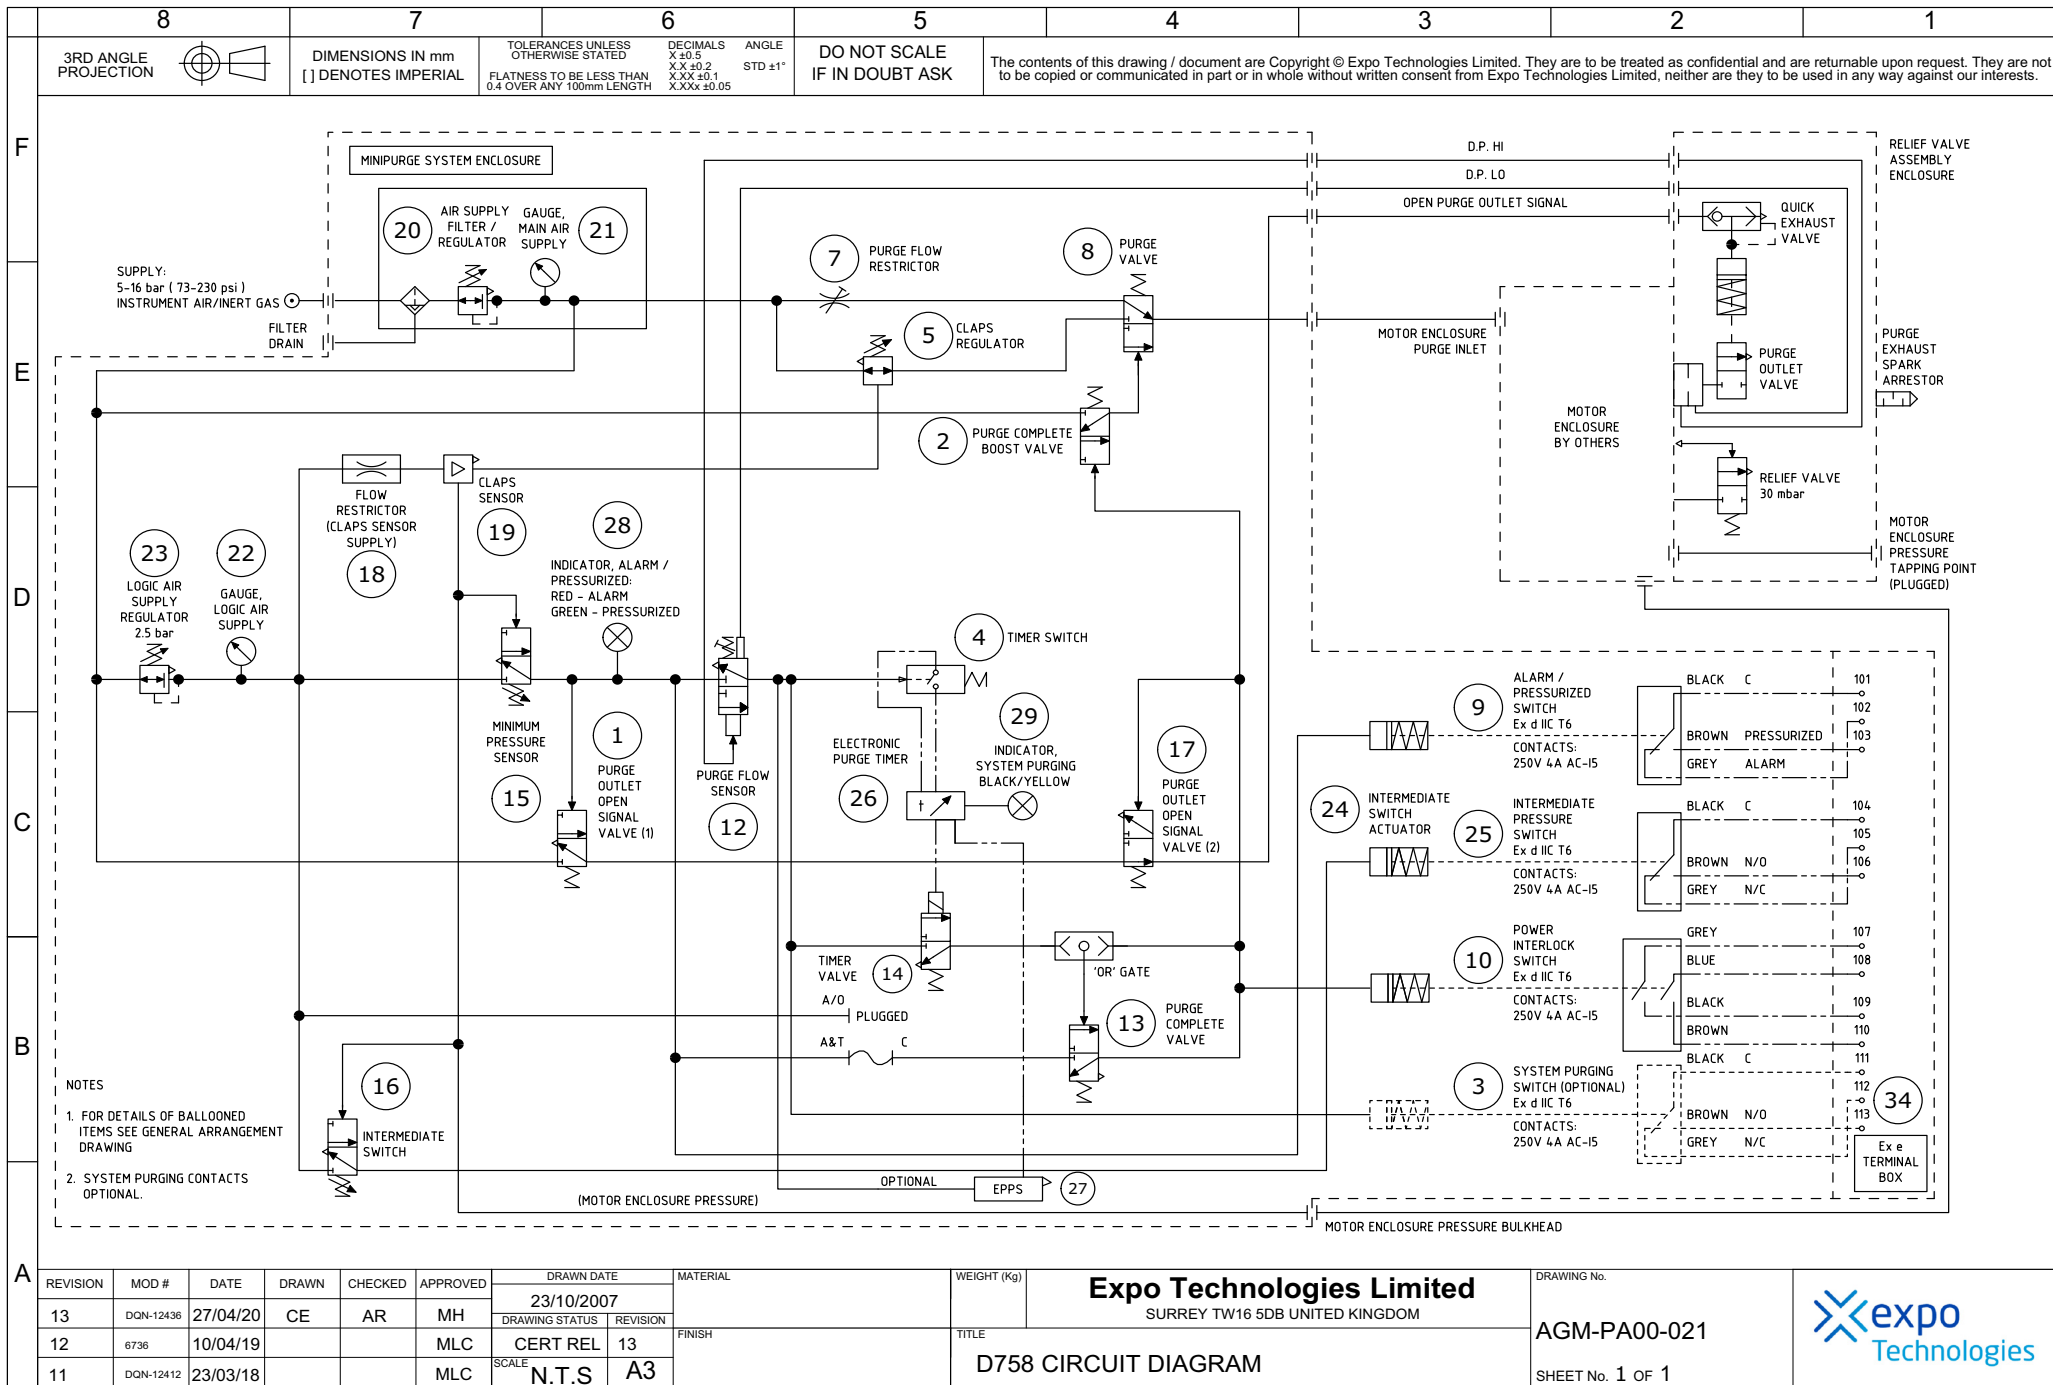 8 7 6 5 4 3 2 1
3RD ANGLE
PROJECTION
DIMENSIONS IN mm
[ ] DENOTES IMPERIAL
TOLERANCES UNLESS
OTHERWISE STATED
FLATNESS TO BE LESS THAN
0.4 OVER ANY 100mm LENGTH
DECIMALS
X ±0.5
X.X ±0.2
X.XX ±0.1
X.XXx ±0.05
ANGLE
STD ±1°
DO NOT SCALE
IF IN DOUBT ASK
The contents of this drawing / document are Copyright © Expo Technologies Limited. They are to be treated as confidential and are returnable upon request. They are not
to be copied or communicated in part or in whole without written consent from Expo Technologies Limited, neither are they to be used in any way against our interests.
F
E
D
C
B
A
MINIPURGE SYSTEM ENCLOSURE
20
AIR SUPPLY
FILTER /
REGULATOR
GAUGE,
MAIN AIR
SUPPLY
21
SUPPLY:
5-16 bar ( 73-230 psi )
INSTRUMENT AIR/INERT GAS
FILTER
DRAIN
7
PURGE FLOW
RESTRICTOR
8
PURGE
VALVE
5
CLAPS
REGULATOR
2
PURGE COMPLETE
BOOST VALVE
D.P. HI
D.P. LO
OPEN PURGE OUTLET SIGNAL
RELIEF VALVE
ASSEMBLY
ENCLOSURE
QUICK
EXHAUST
VALVE
MOTOR ENCLOSURE
PURGE INLET
PURGE
OUTLET
VALVE
PURGE
EXHAUST
SPARK
ARRESTOR
MOTOR
ENCLOSURE
BY OTHERS
RELIEF VALVE
30 mbar
MOTOR
ENCLOSURE
PRESSURE
TAPPING POINT
(PLUGGED)
FLOW
RESTRICTOR
(CLAPS SENSOR
SUPPLY)
18
CLAPS
SENSOR
19
28
INDICATOR, ALARM /
PRESSURIZED:
RED - ALARM
GREEN - PRESSURIZED
23
LOGIC AIR
SUPPLY
REGULATOR
2.5 bar
22
GAUGE,
LOGIC AIR
SUPPLY
4
TIMER SWITCH
MINIMUM
PRESSURE
SENSOR
15
1
PURGE
OUTLET
OPEN
SIGNAL
VALVE (1)
PURGE FLOW
SENSOR
12
ELECTRONIC
PURGE TIMER
26
t
29
INDICATOR,
SYSTEM PURGING
BLACK/YELLOW
17
PURGE
OUTLET
OPEN
SIGNAL
VALVE (2)
TIMER
VALVE
14
'OR' GATE
13
PURGE
COMPLETE
VALVE
A/O
PLUGGED
A&T C
16
INTERMEDIATE
SWITCH
OPTIONAL
EPPS
27
(MOTOR ENCLOSURE PRESSURE)
MOTOR ENCLOSURE PRESSURE BULKHEAD
9
ALARM /
PRESSURIZED
SWITCH
Ex d IIC T6
CONTACTS:
250V 4A AC-15
BLACK C
BROWN PRESSURIZED
GREY ALARM
101
102
103
24
INTERMEDIATE
SWITCH
ACTUATOR
25
INTERMEDIATE
PRESSURE
SWITCH
Ex d IIC T6
CONTACTS:
250V 4A AC-15
BLACK C
BROWN N/O
GREY N/C
104
105
106
10
POWER
INTERLOCK
SWITCH
Ex d IIC T6
CONTACTS:
250V 4A AC-15
GREY
BLUE
BLACK
BROWN
107
108
109
110
3
SYSTEM PURGING
SWITCH (OPTIONAL)
Ex d IIC T6
CONTACTS:
250V 4A AC-15
BLACK C
BROWN N/O
GREY N/C
111
112
113
34
Ex e
TERMINAL
BOX
NOTES
1. FOR DETAILS OF BALLOONED
ITEMS SEE GENERAL ARRANGEMENT
DRAWING
2. SYSTEM PURGING CONTACTS
OPTIONAL.
REVISION MOD # DATE DRAWN CHECKED APPROVED
13 DQN-12436 27/04/20 CE AR MH
12 6736 10/04/19 MLC
11 DQN-12412 23/03/18 MLC
DRAWN DATE
23/10/2007
DRAWING STATUS REVISION
CERT REL 13
SCALE
N.T.S A3
MATERIAL
FINISH
WEIGHT (Kg)
Expo Technologies Limited
SURREY TW16 5DB UNITED KINGDOM
TITLE
D758 CIRCUIT DIAGRAM
DRAWING No.
AGM-PA00-021
SHEET No. 1 OF 1
expo
Technologies